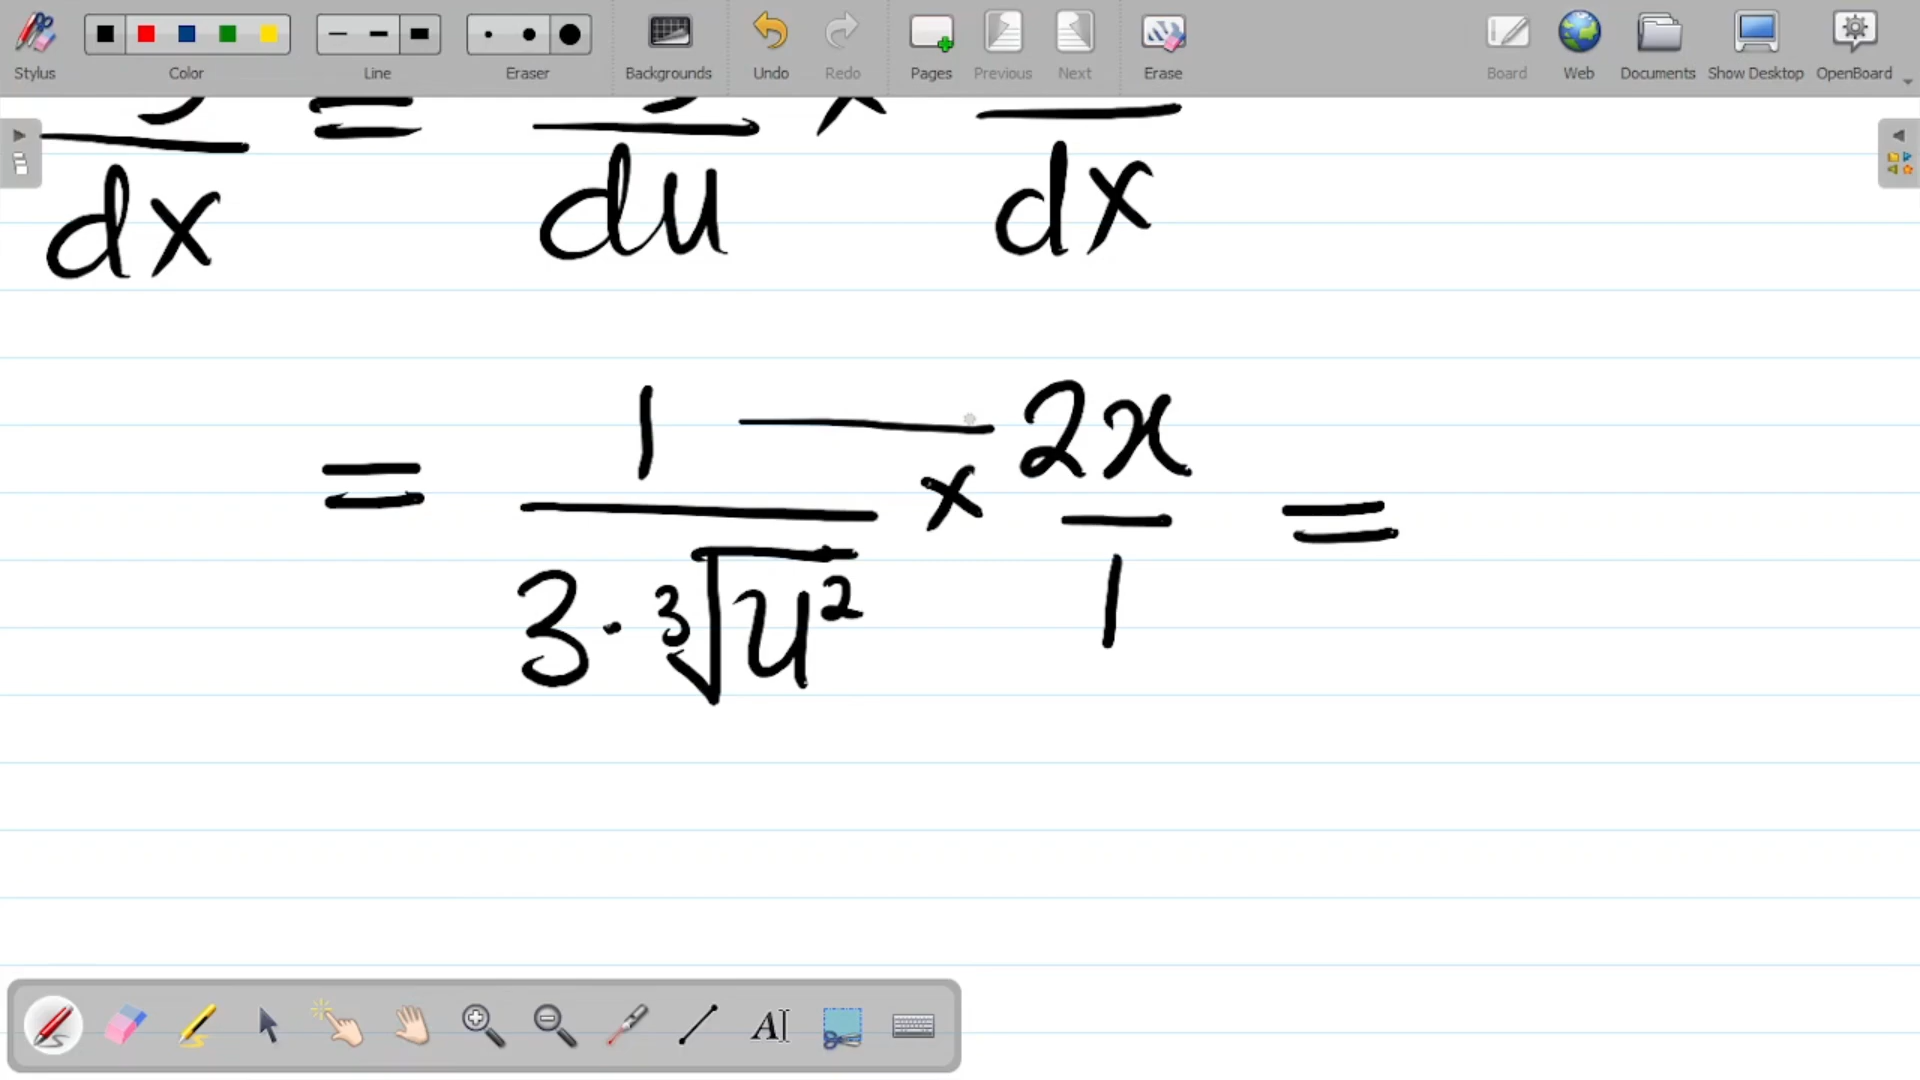 Stylus Color Line Eraser Backgrounds Undo Redo Pages Previous Next Erase Board Web Documents Show Desktop OpenBoard
dx = du × dx
= 1 / 3·∛u² × 2x / 1 =